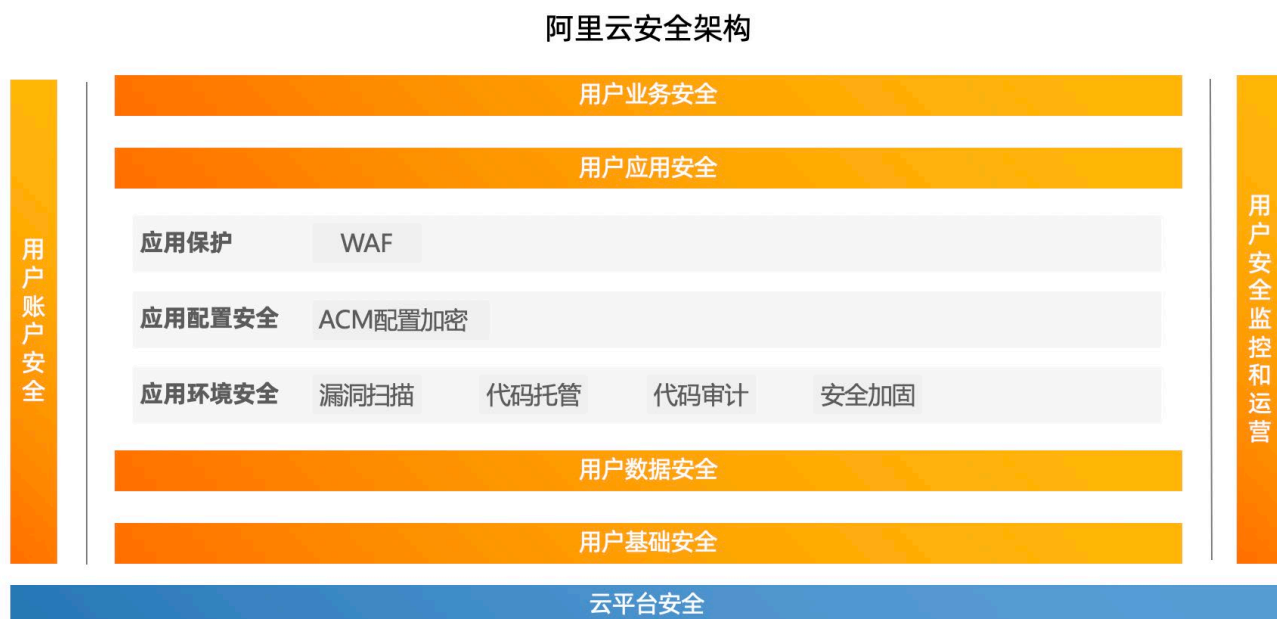 阿里云安全架构
用户账户安全
用户业务安全
用户应用安全
应用保护 WAF
应用配置安全 ACM配置加密
应用环境安全 漏洞扫描 代码托管 代码审计 安全加固
用户数据安全
用户基础安全
用户安全监控和运营
云平台安全